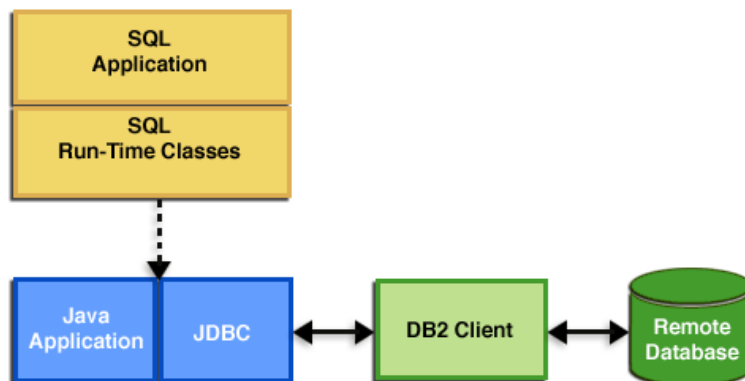 SQL
Application
SQL
Run-Time Classes
Java
Application
JDBC
DB2 Client
Remote
Database